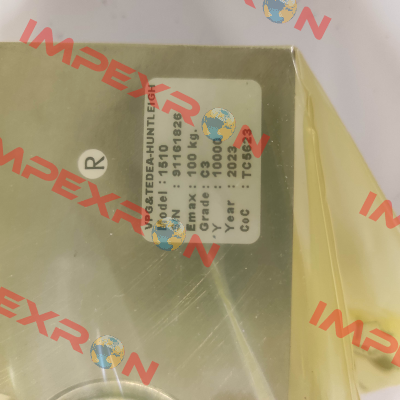 IMPEXRON
VPG&TEDEA-HUNTLEIGH
Model : 1510
S/N : 91161826
Emax : 100 kg.
Grade: C3
'Y : 10000
Year : 2023
CoC : TC5623
R
IMPEXRON
IMPEXRON
IMPEXRON